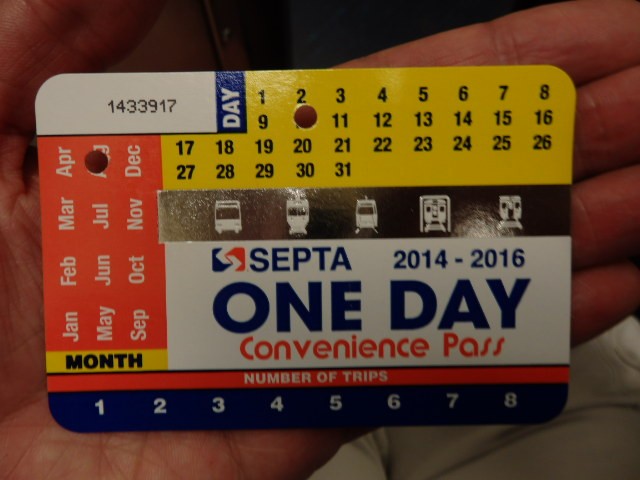 1433917
DAY
1 2 3 4 5 6 7 8
9 11 12 13 14 15 16
17 18 19 20 21 22 23 24 25 26
27 28 29 30 31
Apr Dec
Mar Jul Nov
Feb Jun Oct
Jan May Sep
MONTH
SEPTA 2014 - 2016
ONE DAY
Convenience Pass
NUMBER OF TRIPS
1 2 3 4 5 6 7 8